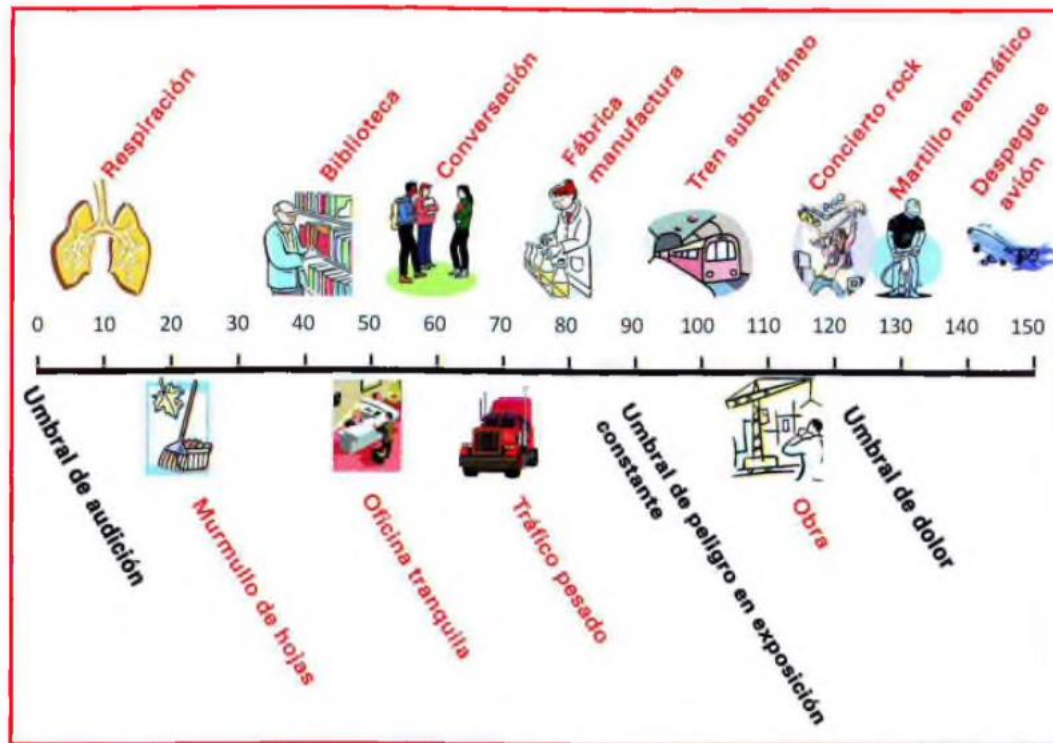 Respiración
Biblioteca
Conversación
Fábrica
manufactura
Tren subterráneo
Concierto rock
Martillo neumático
Despegue
avión
0 10 20 30 40 50 60 70 80 90 100 110 120 130 140 150
Umbral de audición
Murmullo de hojas
Oficina tranquila
Tráfico pesado
Umbral de peligro en exposición
constante
Obra
Umbral de dolor